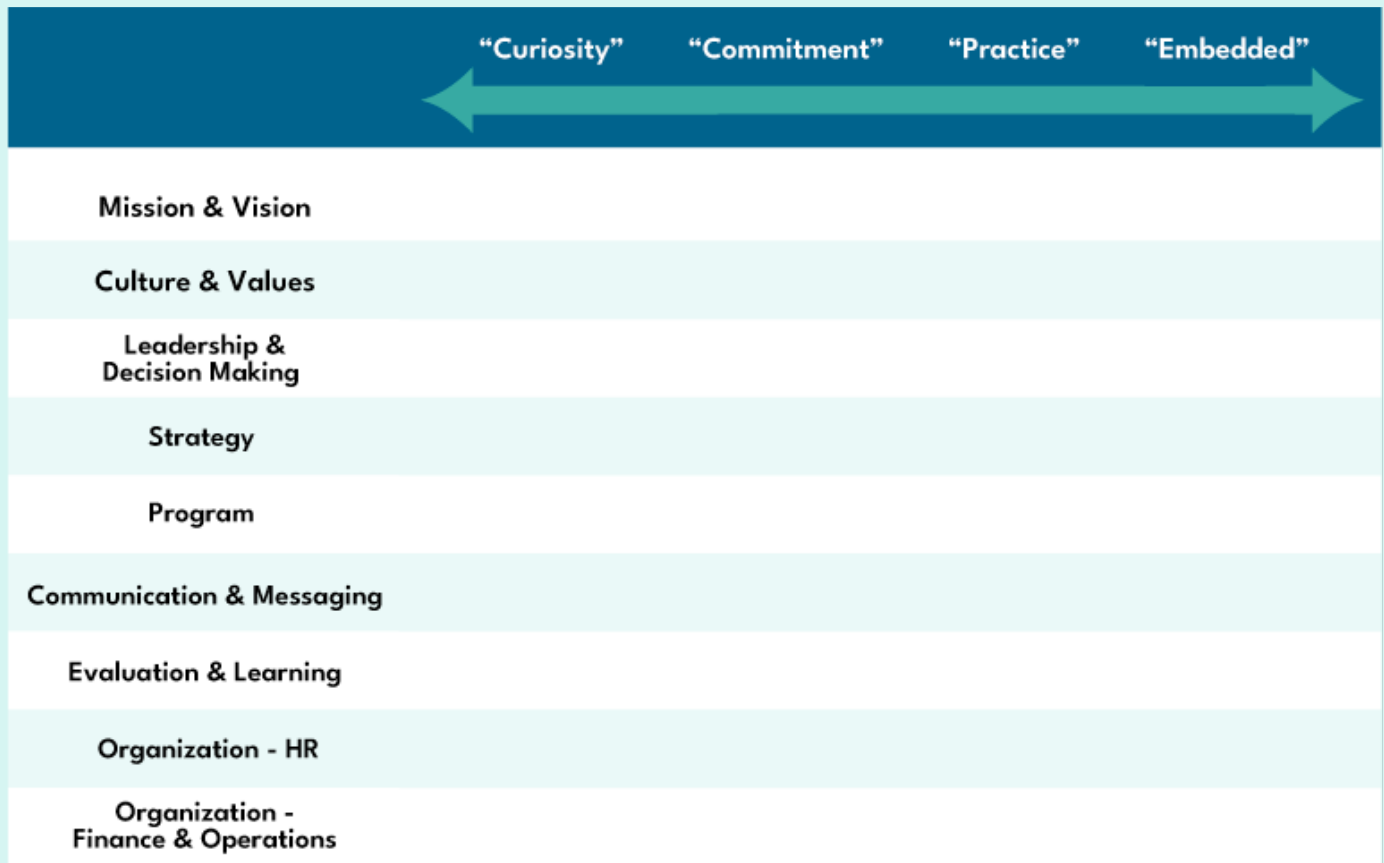 “Curiosity” “Commitment” “Practice” “Embedded”
Mission & Vision
Culture & Values
Leadership &
Decision Making
Strategy
Program
Communication & Messaging
Evaluation & Learning
Organization - HR
Organization -
Finance & Operations